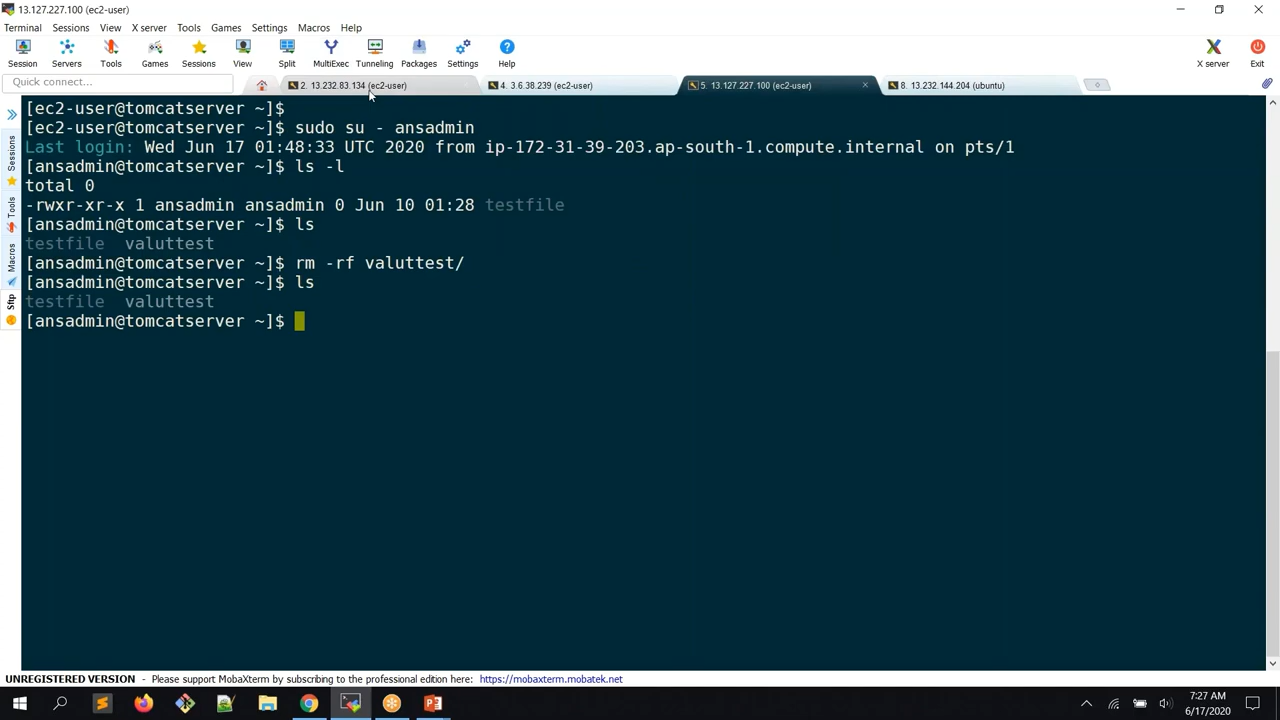 13.127.227.100 (ec2-user)
Terminal Sessions View X server Tools Games Settings Macros Help
Session Servers Tools Games Sessions View Split MultiExec Tunneling Packages Settings Help X server Exit
Quick connect...
2. 13.232.83.134 (ec2-user)
4. 3.6.38.239 (ec2-user)
5. 13.127.227.100 (ec2-user)
8. 13.232.144.204 (ubuntu)
Sessions
Tools
Macros
Sftp
[ec2-user@tomcatserver ~]$
[ec2-user@tomcatserver ~]$ sudo su - ansadmin
Last login: Wed Jun 17 01:48:33 UTC 2020 from ip-172-31-39-203.ap-south-1.compute.internal on pts/1
[ansadmin@tomcatserver ~]$ ls -l
total 0
-rwxr-xr-x 1 ansadmin ansadmin 0 Jun 10 01:28 testfile
[ansadmin@tomcatserver ~]$ ls
testfile valuttest
[ansadmin@tomcatserver ~]$ rm -rf valuttest/
[ansadmin@tomcatserver ~]$ ls
testfile valuttest
[ansadmin@tomcatserver ~]$
UNREGISTERED VERSION - Please support MobaXterm by subscribing to the professional edition here: https://mobaxterm.mobatek.net
7:27 AM
6/17/2020